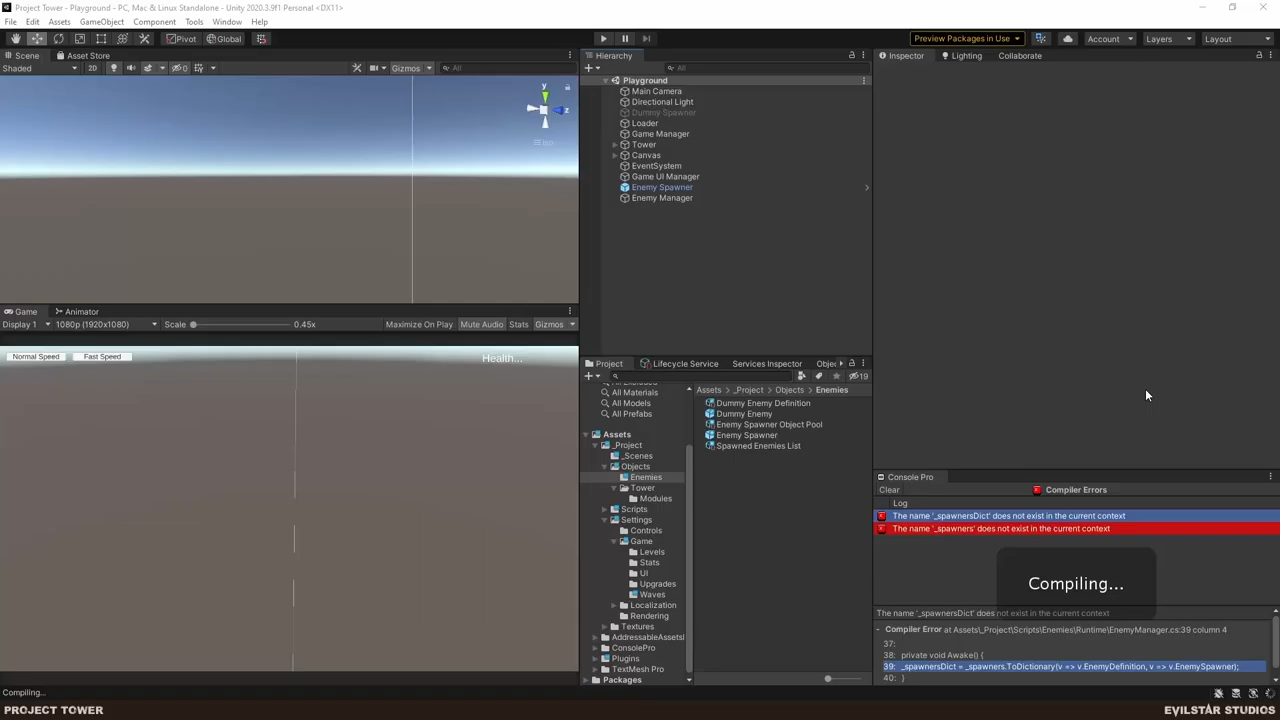 Project Tower - Playground - PC, Mac & Linux Standalone - Unity 2020.3.9f1 Personal <DX11>
File Edit Assets GameObject Component Tools Window Help
Pivot Global
Preview Packages in Use Account Layers Layout
Scene Asset Store
Shaded 2D 0 Gizmos All
y
z
Iso
Game Animator
Display 1 1080p (1920x1080) Scale 0.45x Maximize On Play Mute Audio Stats Gizmos
Normal Speed Fast Speed Health...
Hierarchy
All
Playground
Main Camera
Directional Light
Dummy Spawner
Loader
Game Manager
Tower
Canvas
EventSystem
Game UI Manager
Enemy Spawner
Enemy Manager
Project Lifecycle Service Services Inspector Objec
19
All Materials
All Models
All Prefabs
Assets
_Project
_Scenes
Objects
Enemies
Tower
Modules
Scripts
Settings
Controls
Game
Levels
Stats
UI
Upgrades
Waves
Localization
Rendering
Textures
AddressableAssets
ConsolePro
Plugins
TextMesh Pro
Packages
Assets > _Project > Objects > Enemies
Dummy Enemy Definition
Dummy Enemy
Enemy Spawner Object Pool
Enemy Spawner
Spawned Enemies List
Inspector Lighting Collaborate
Console Pro
Clear Compiler Errors
Log
The name '_spawnersDict' does not exist in the current context
The name '_spawners' does not exist in the current context
Compiling...
The name '_spawnersDict' does not exist in the current context
- Compiler Error at Assets\_Project\Scripts\Enemies\Runtime\EnemyManager.cs:39 column 4
37:
38: private void Awake() {
39: _spawnersDict = _spawners.ToDictionary(v => v.EnemyDefinition, v => v.EnemySpawner);
40: }
Compiling...
PROJECT TOWER
EVILSTAR STUDIOS